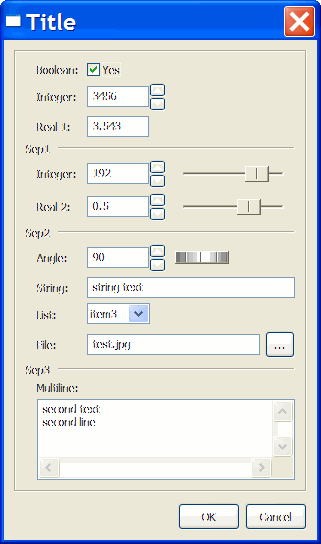 Title
Boolean: Yes
Integer: 3456
Real 1: 3.543
Sep1
Integer: 192
Real 2: 0.5
Sep2
Angle: 90
String: string text
List: item3
File: test.jpg ...
Sep3
Multiline:
second text
second line
OK Cancel